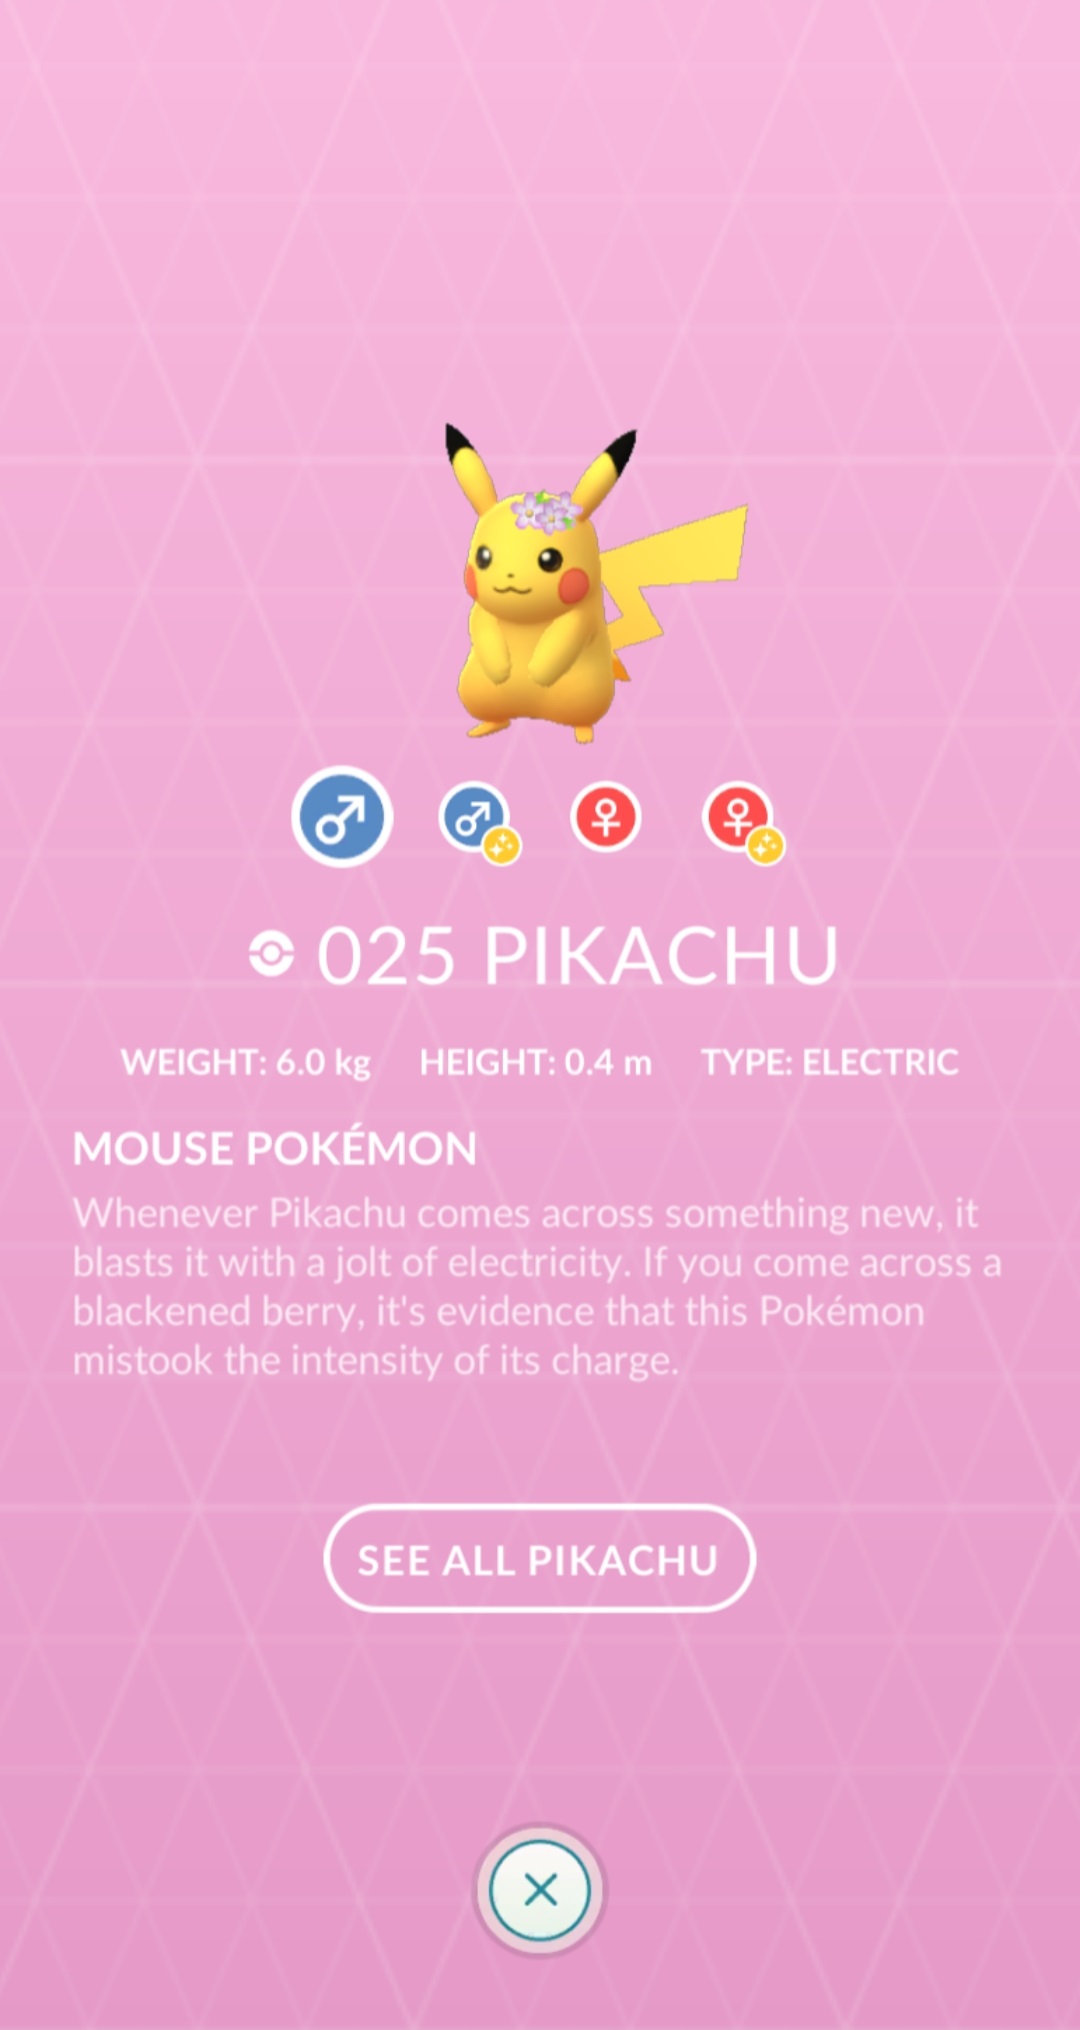 025 PIKACHU
WEIGHT: 6.0 kg HEIGHT: 0.4 m TYPE: ELECTRIC
MOUSE POKÉMON
Whenever Pikachu comes across something new, it
blasts it with a jolt of electricity. If you come across a
blackened berry, it's evidence that this Pokémon
mistook the intensity of its charge.
SEE ALL PIKACHU